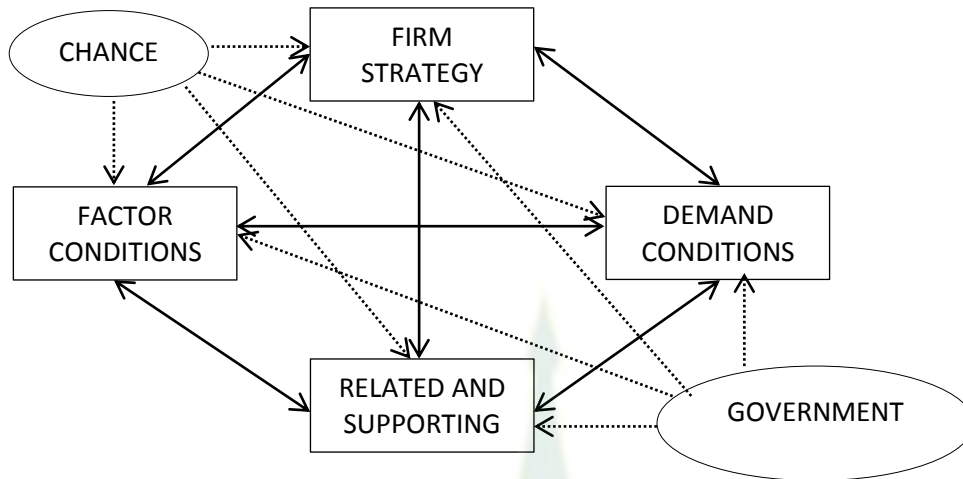 CHANCE
FIRM
STRATEGY
FACTOR
CONDITIONS
DEMAND
CONDITIONS
RELATED AND
SUPPORTING
GOVERNMENT